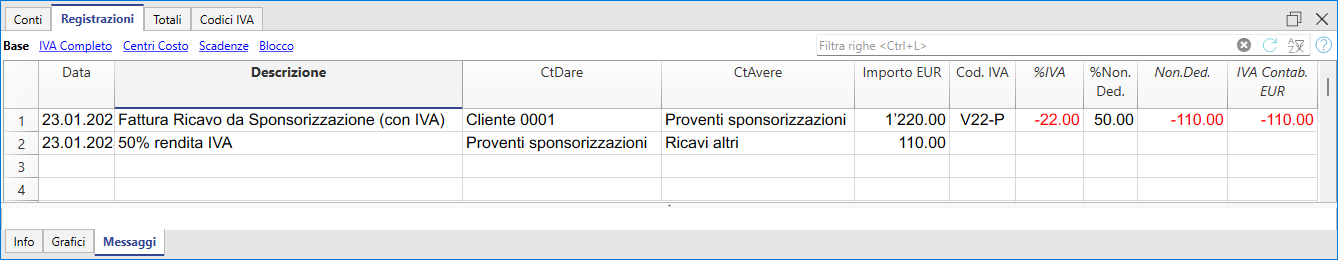 Conti Registrazioni Totali Codici IVA
Base IVA Completo Centri Costo Scadenze Blocco Filtra righe <Ctrl+L>
Data Descrizione CtDare CtAvere Importo EUR Cod. IVA %IVA %Non. Ded. Non.Ded. IVA Contab. EUR
1 23.01.202 Fattura Ricavo da Sponsorizzazione (con IVA) Cliente 0001 Proventi sponsorizzazioni 1'220.00 V22-P -22.00 50.00 -110.00 -110.00
2 23.01.202 50% rendita IVA Proventi sponsorizzazioni Ricavi altri 110.00
3
4
Info Grafici Messaggi